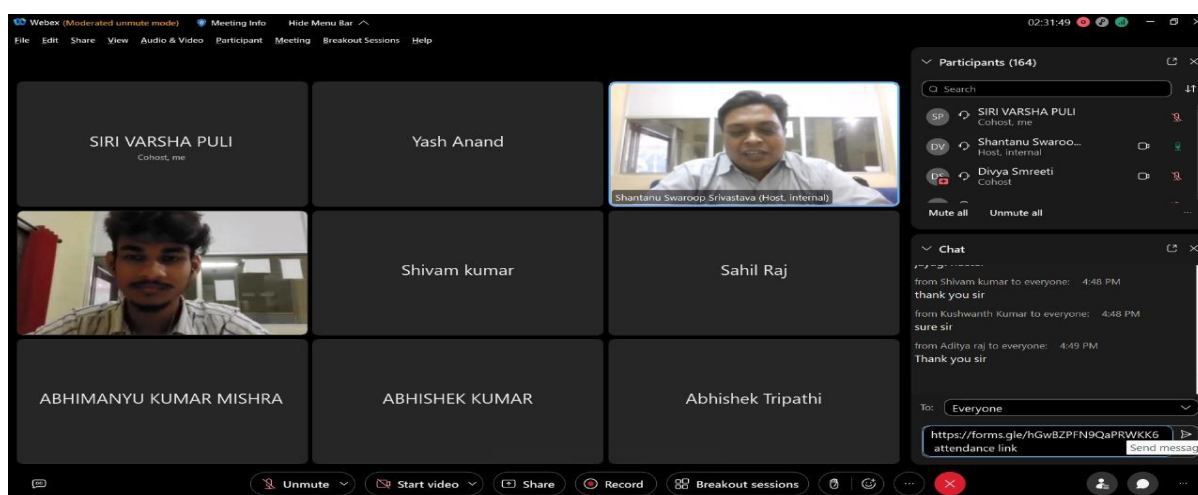 Webex (Moderated unmute mode) Meeting Info Hide Menu Bar
02:31:49
File Edit Share View Audio & Video Participant Meeting Breakout Sessions Help
SIRI VARSHA PULI
Cohost, me
Yash Anand
Shantanu Swaroop Srivastava (Host, internal)
Shivam kumar
Sahil Raj
ABHIMANYU KUMAR MISHRA
ABHISHEK KUMAR
Abhishek Tripathi
Participants (164)
Search
SP SIRI VARSHA PULI
Cohost, me
DV Shantanu Swaroo...
Host, internal
DS Divya Smreeti
Cohost
Mute all Unmute all
Chat
from Shivam kumar to everyone: 4:48 PM
thank you sir
from Kushwanth Kumar to everyone: 4:48 PM
sure sir
from Aditya raj to everyone: 4:49 PM
Thank you sir
To: Everyone
https://forms.gle/hGwBZPFN9QaPRWKK6
attendance link
Send messag
Unmute Start video Share Record Breakout sessions